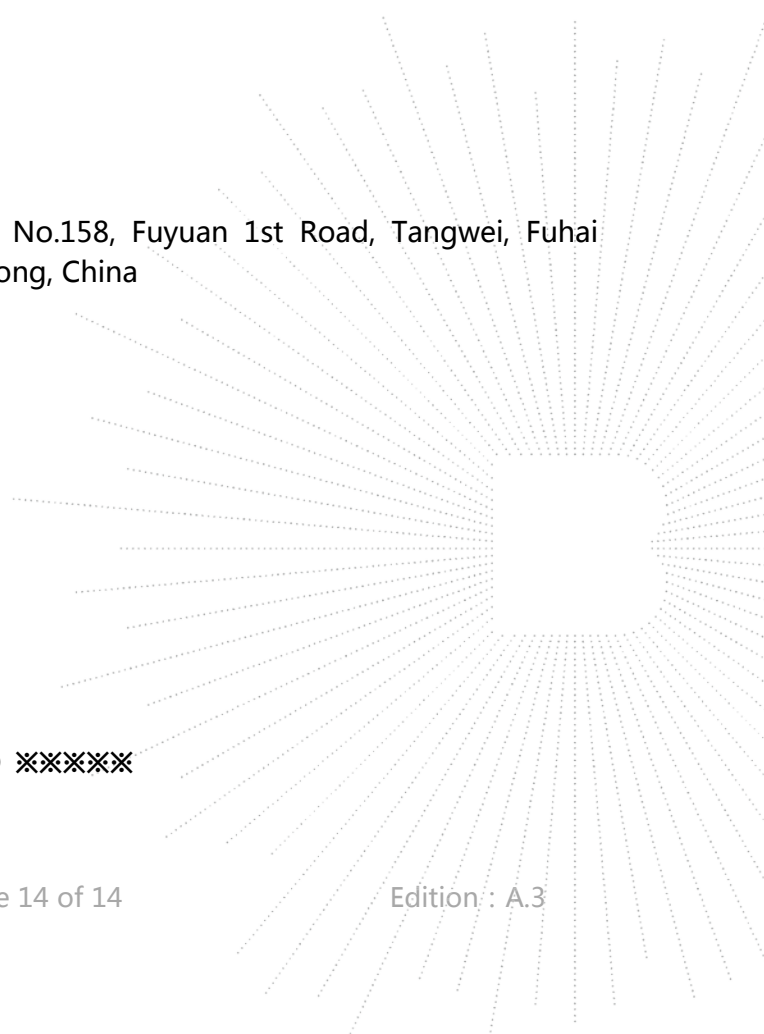 No.158, Fuyuan 1st Road, Tangwei, Fuhai
ong, China
※※※※※
e 14 of 14 Edition : A.3